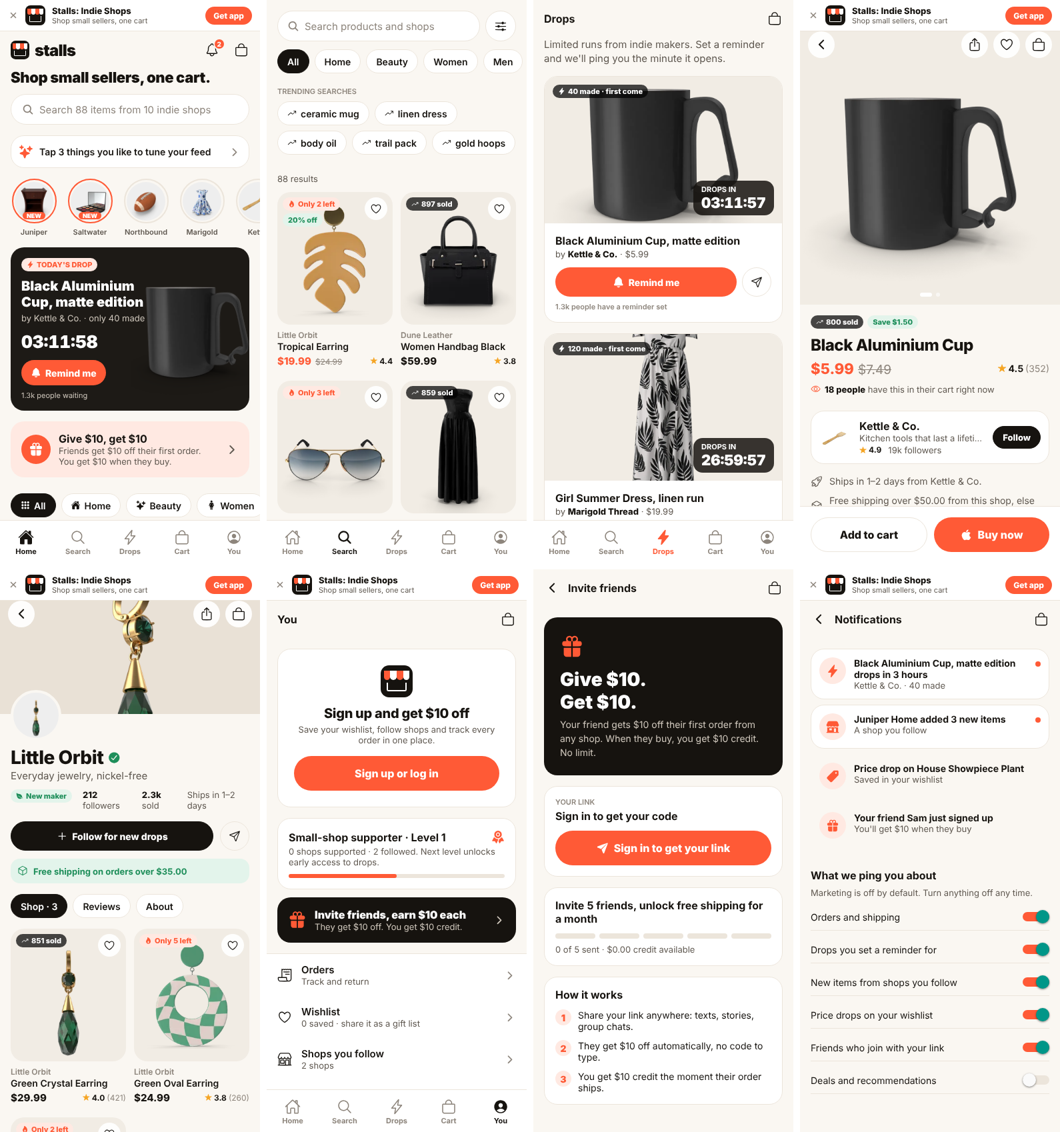 Stalls: Indie Shops
Shop small sellers, one cart
Get app
stalls
2
Shop small sellers, one cart.
Search 88 items from 10 indie shops
Tap 3 things you like to tune your feed
NEW
NEW
Juniper
Saltwater
Northbound
Marigold
Ket
TODAY'S DROP
Black Aluminium
Cup, matte edition
by Kettle & Co. · only 40 made
03:11:58
Remind me
1.3k people waiting
Give $10, get $10
Friends get $10 off their first order.
You get $10 when they buy.
All
Home
Beauty
Women
Home
Search
Drops
Cart
You
Search products and shops
All
Home
Beauty
Women
Men
TRENDING SEARCHES
ceramic mug
linen dress
body oil
trail pack
gold hoops
88 results
Only 2 left
20% off
897 sold
Little Orbit
Tropical Earring
$19.99 $24.99
4.4
Dune Leather
Women Handbag Black
$59.99
3.8
Only 3 left
859 sold
Home
Search
Drops
Cart
You
Drops
Limited runs from indie makers. Set a reminder
and we'll ping you the minute it opens.
40 made · first come
DROPS IN
03:11:57
Black Aluminium Cup, matte edition
by Kettle & Co. · $5.99
Remind me
1.3k people have a reminder set
120 made · first come
DROPS IN
26:59:57
Girl Summer Dress, linen run
by Marigold Thread · $19.99
Home
Search
Drops
Cart
You
Stalls: Indie Shops
Shop small sellers, one cart
Get app
800 sold
Save $1.50
Black Aluminium Cup
$5.99 $7.49
4.5 (352)
18 people have this in their cart right now
Kettle & Co.
Kitchen tools that last a lifeti...
4.9 19k followers
Follow
Ships in 1–2 days from Kettle & Co.
Free shipping over $50.00 from this shop, else
Add to cart
Buy now
Stalls: Indie Shops
Shop small sellers, one cart
Get app
Little Orbit
Everyday jewelry, nickel-free
New maker
212
followers
2.3k
sold
Ships in 1–2
days
Follow for new drops
Free shipping on orders over $35.00
Shop · 3
Reviews
About
851 sold
Only 5 left
Little Orbit
Green Crystal Earring
$29.99
4.0 (421)
Little Orbit
Green Oval Earring
$24.99
3.8 (260)
Only 2 left
Stalls: Indie Shops
Shop small sellers, one cart
Get app
You
Sign up and get $10 off
Save your wishlist, follow shops and track every
order in one place.
Sign up or log in
Small-shop supporter · Level 1
0 shops supported · 2 followed. Next level unlocks
early access to drops.
Invite friends, earn $10 each
They get $10 off. You get $10 credit.
Orders
Track and return
Wishlist
0 saved · share it as a gift list
Shops you follow
2 shops
Home
Search
Drops
Cart
You
Invite friends
Give $10.
Get $10.
Your friend gets $10 off their first order from
any shop. When they buy, you get $10 credit.
No limit.
YOUR LINK
Sign in to get your code
Sign in to get your link
Invite 5 friends, unlock free shipping for
a month
0 of 5 sent · $0.00 credit available
How it works
1
Share your link anywhere: texts, stories,
group chats.
2
They get $10 off automatically, no code to
type.
3
You get $10 credit the moment their order
ships.
Stalls: Indie Shops
Shop small sellers, one cart
Get app
Notifications
Black Aluminium Cup, matte edition
drops in 3 hours
Kettle & Co. · 40 made
Juniper Home added 3 new items
A shop you follow
Price drop on House Showpiece Plant
Saved in your wishlist
Your friend Sam just signed up
You'll get $10 when they buy
What we ping you about
Marketing is off by default. Turn anything off any time.
Orders and shipping
Drops you set a reminder for
New items from shops you follow
Price drops on your wishlist
Friends who join with your link
Deals and recommendations